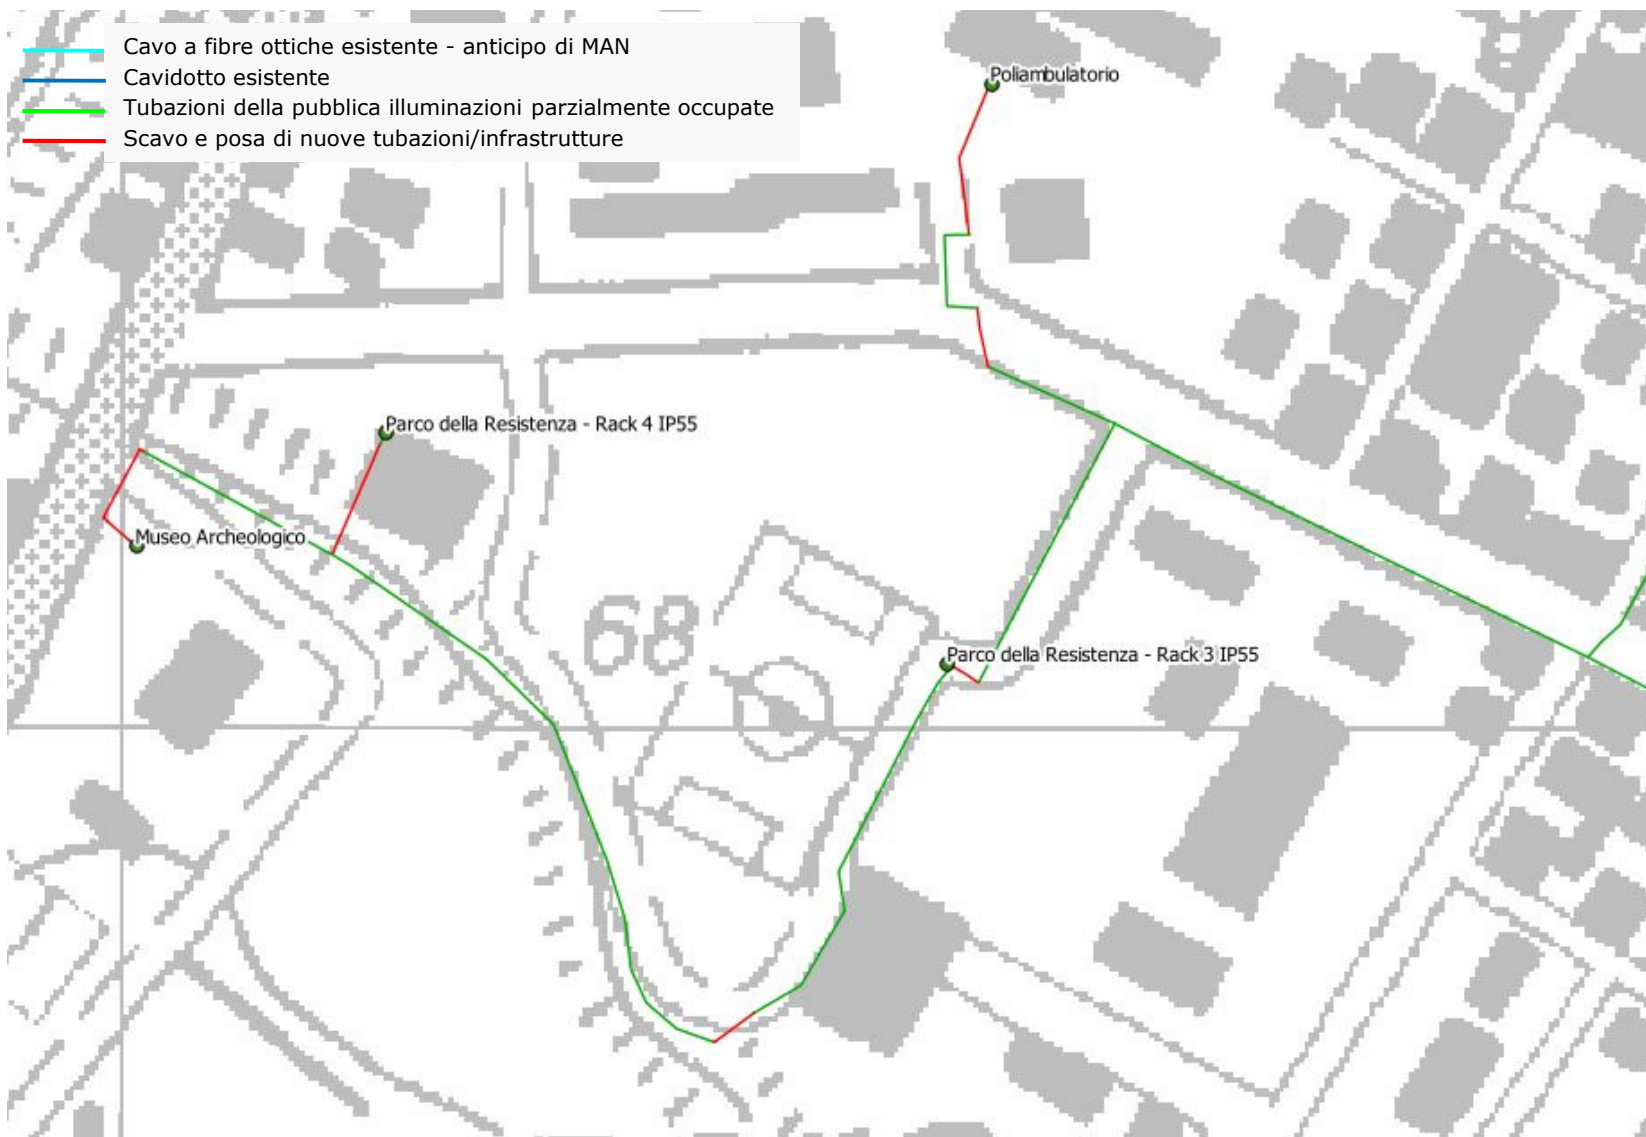 Cavo a fibre ottiche esistente - anticipo di MAN
Cavidotto esistente
Tubazioni della pubblica illuminazioni parzialmente occupate
Scavo e posa di nuove tubazioni/infrastrutture
Poliambulatorio
Parco della Resistenza - Rack 4 IP55
Museo Archeologico
68
Parco della Resistenza - Rack 3 IP55